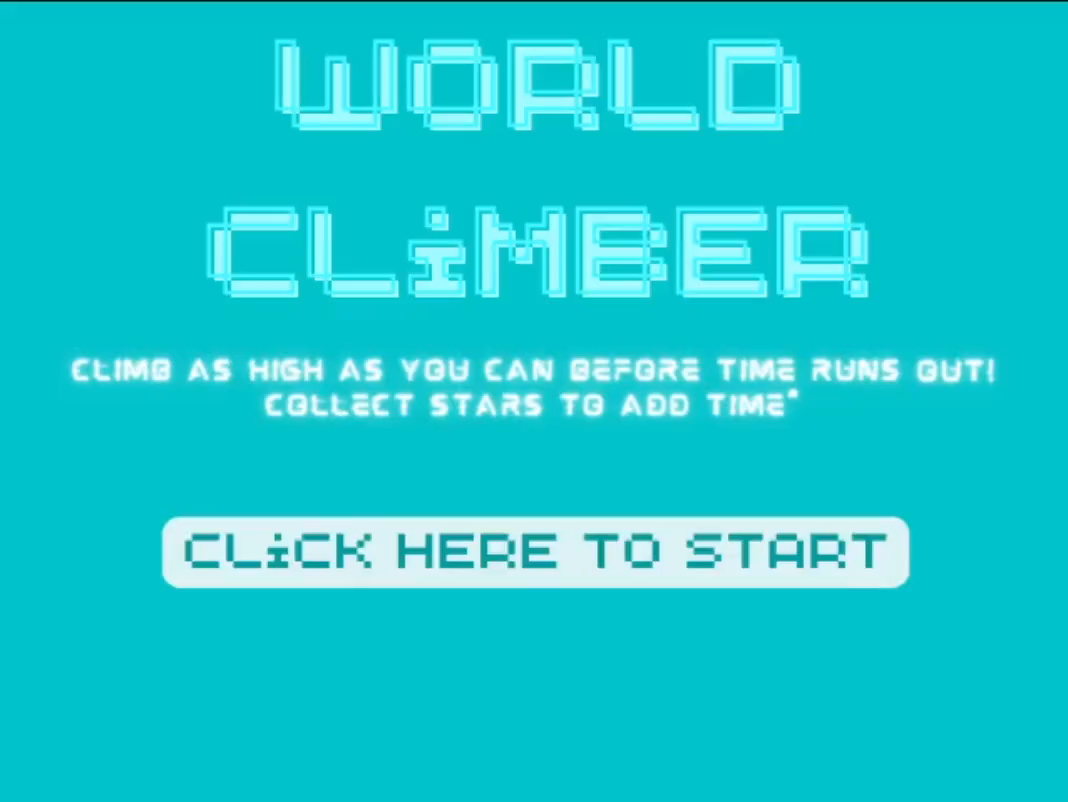 WORLD
CLiMBER
CLIMB AS HIGH AS YOU CAN BEFORE TIME RUNS OUT!
COLLECT STARS TO ADD TIME*
CLiCK HERE TO START